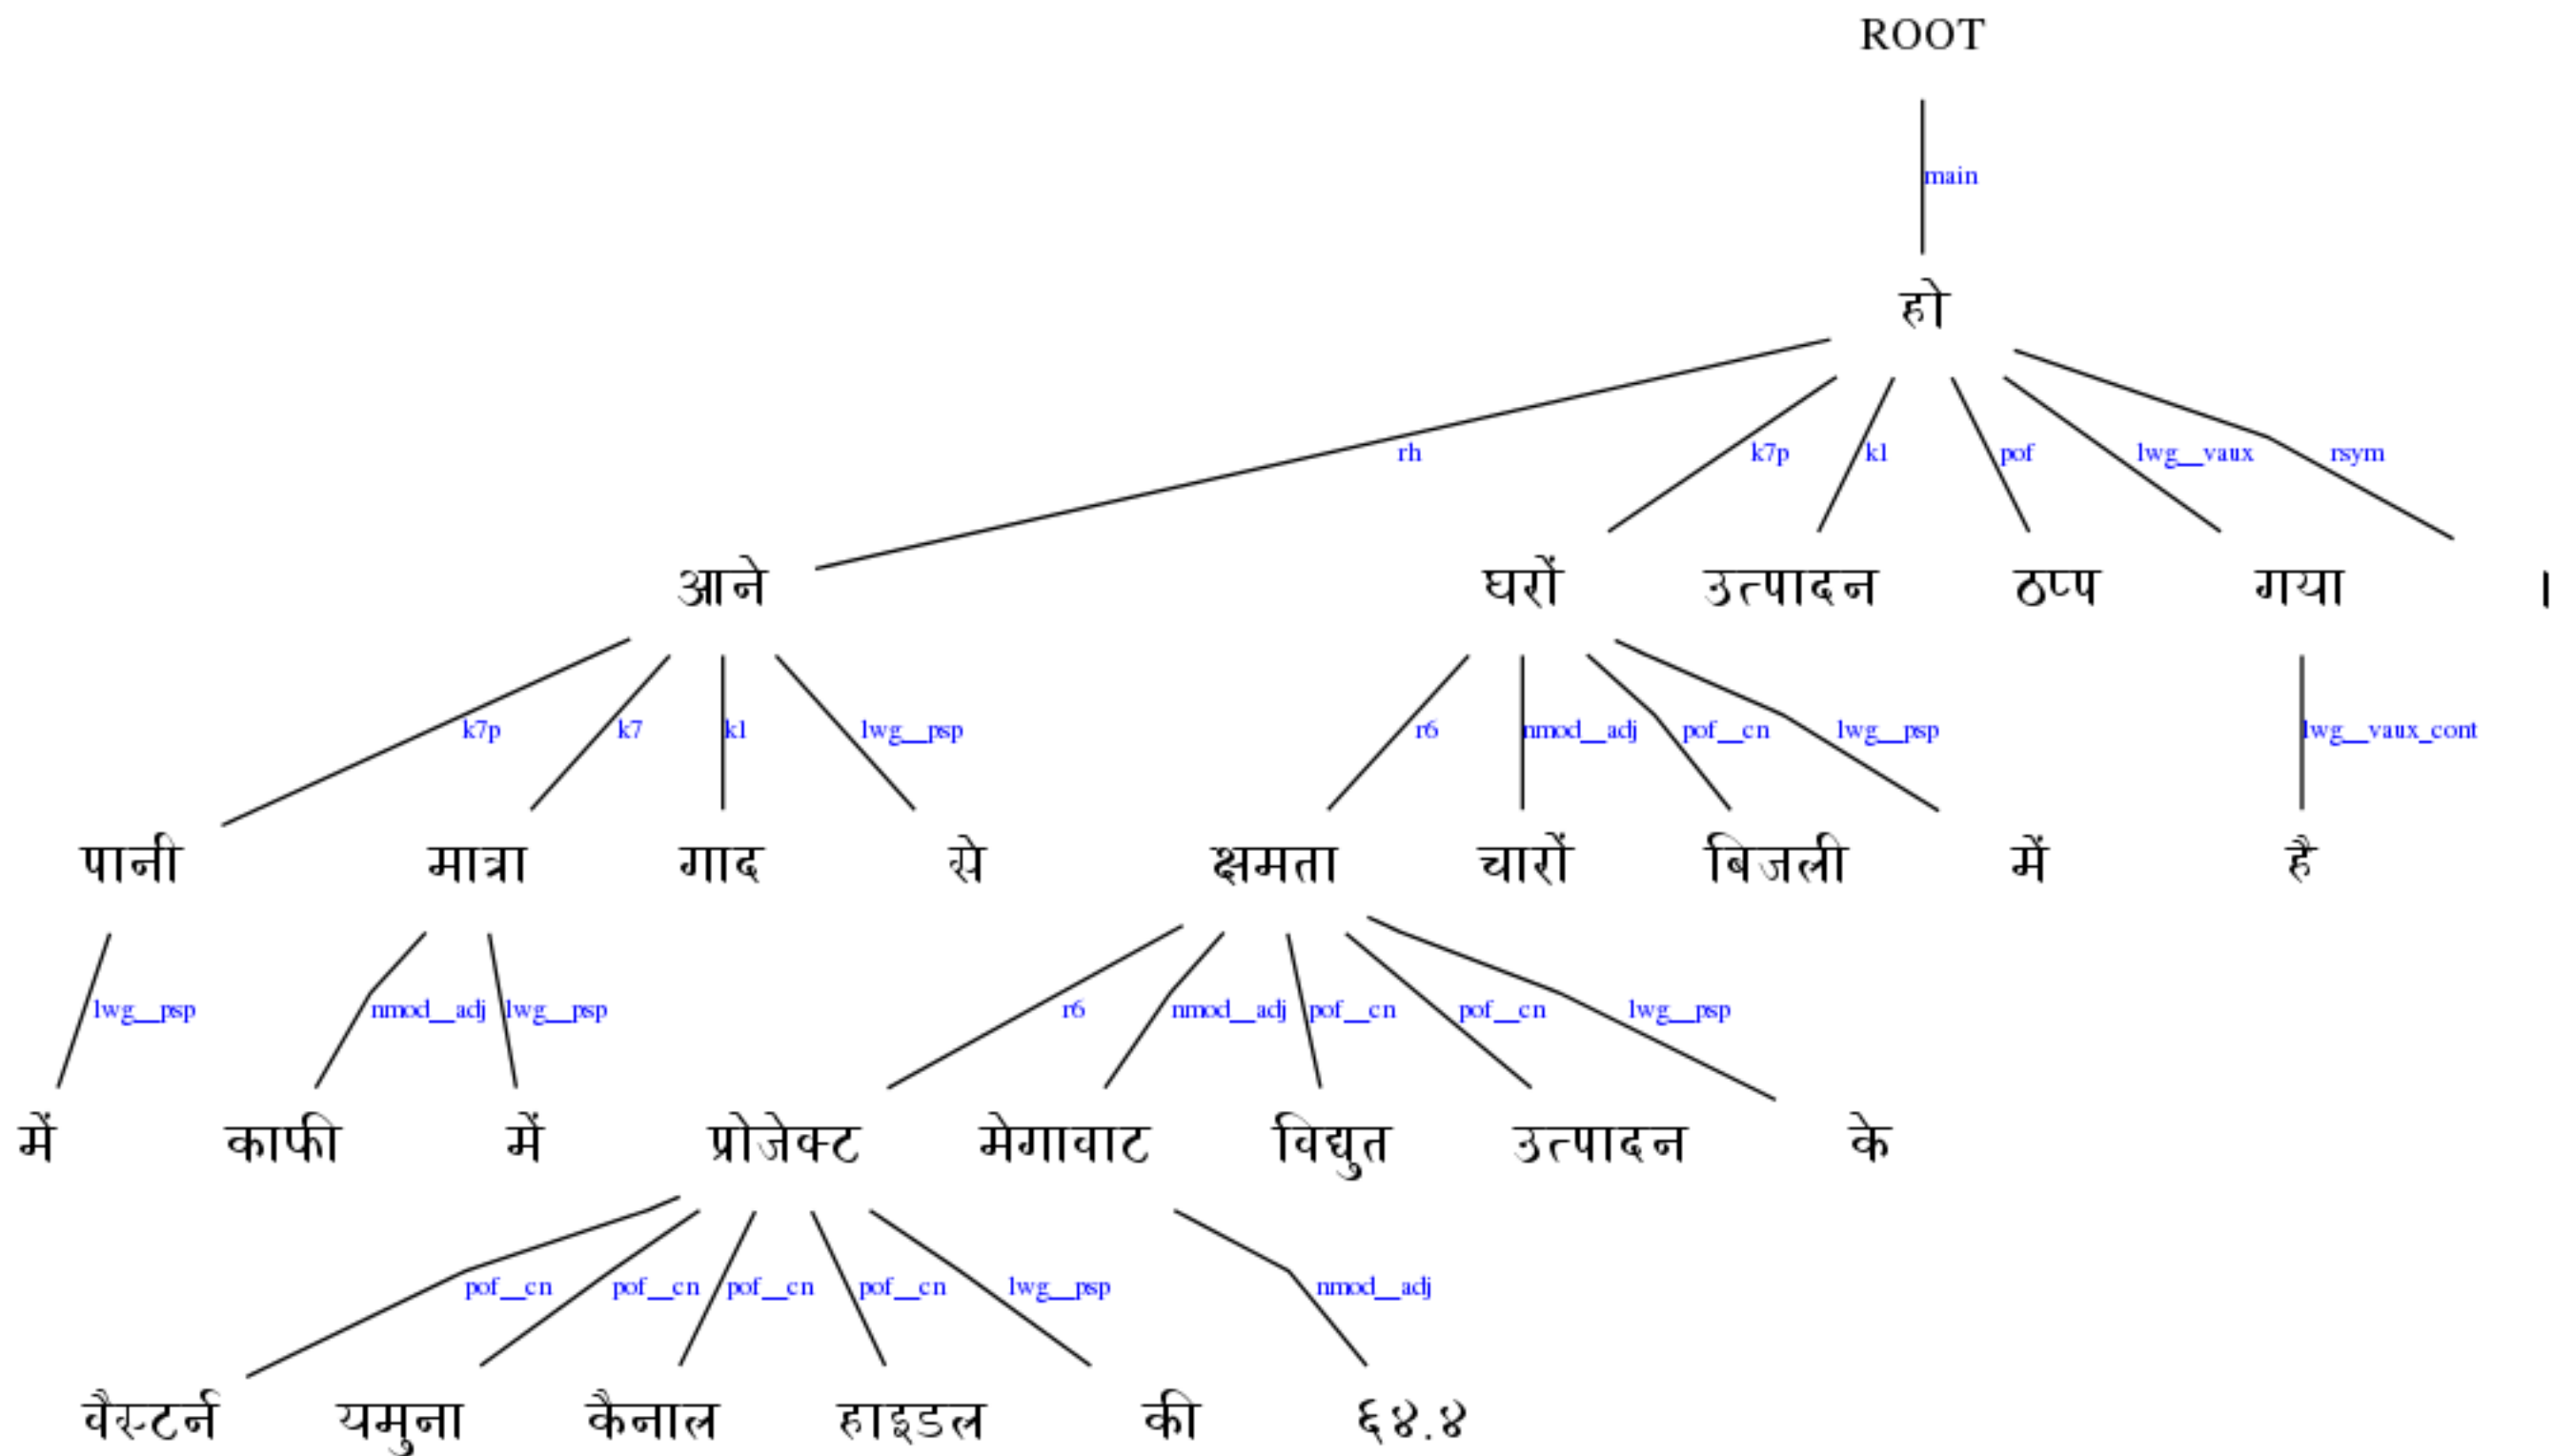 ROOT
main
हो
rh k7p k1 pof lwg__vaux rsym
आने घरों उत्पादन ठप्प गया ।
k7p k7 k1 lwg__psp r6 nmod__adj pof__cn lwg__psp lwg__vaux_cont
पानी मात्रा गाद से क्षमता चारों बिजली में है
lwg__psp nmod__adj lwg__psp r6 nmod__adj pof__cn pof__cn lwg__psp
में काफी में प्रोजेक्ट मेगावाट विद्युत उत्पादन के
pof__cn pof__cn pof__cn pof__cn lwg__psp nmod__adj
वैस्टर्न यमुना कैनाल हाइडल की ६४.४